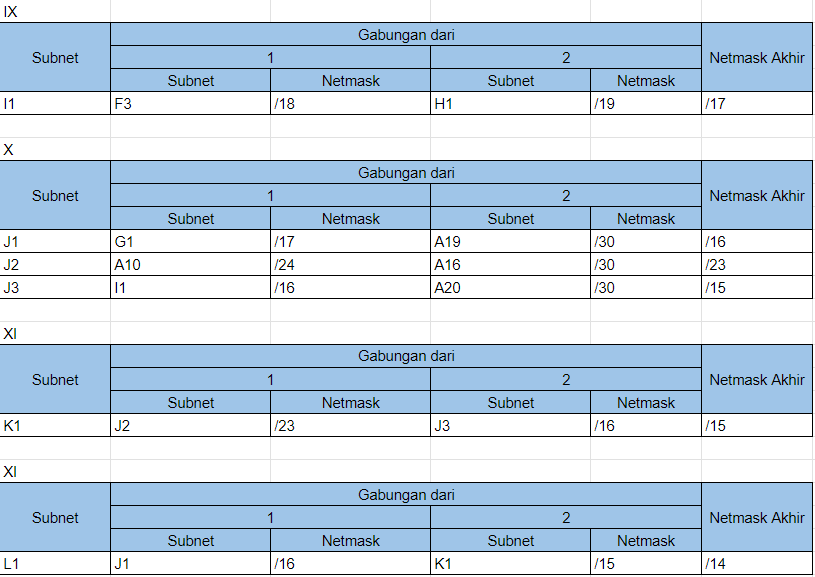 IX
Gabungan dari
Subnet 1 2 Netmask Akhir
Subnet Netmask Subnet Netmask
I1 F3 /18 H1 /19 /17
X
Gabungan dari
Subnet 1 2 Netmask Akhir
Subnet Netmask Subnet Netmask
J1 G1 /17 A19 /30 /16
J2 A10 /24 A16 /30 /23
J3 I1 /16 A20 /30 /15
XI
Gabungan dari
Subnet 1 2 Netmask Akhir
Subnet Netmask Subnet Netmask
K1 J2 /23 J3 /16 /15
XI
Gabungan dari
Subnet 1 2 Netmask Akhir
Subnet Netmask Subnet Netmask
L1 J1 /16 K1 /15 /14